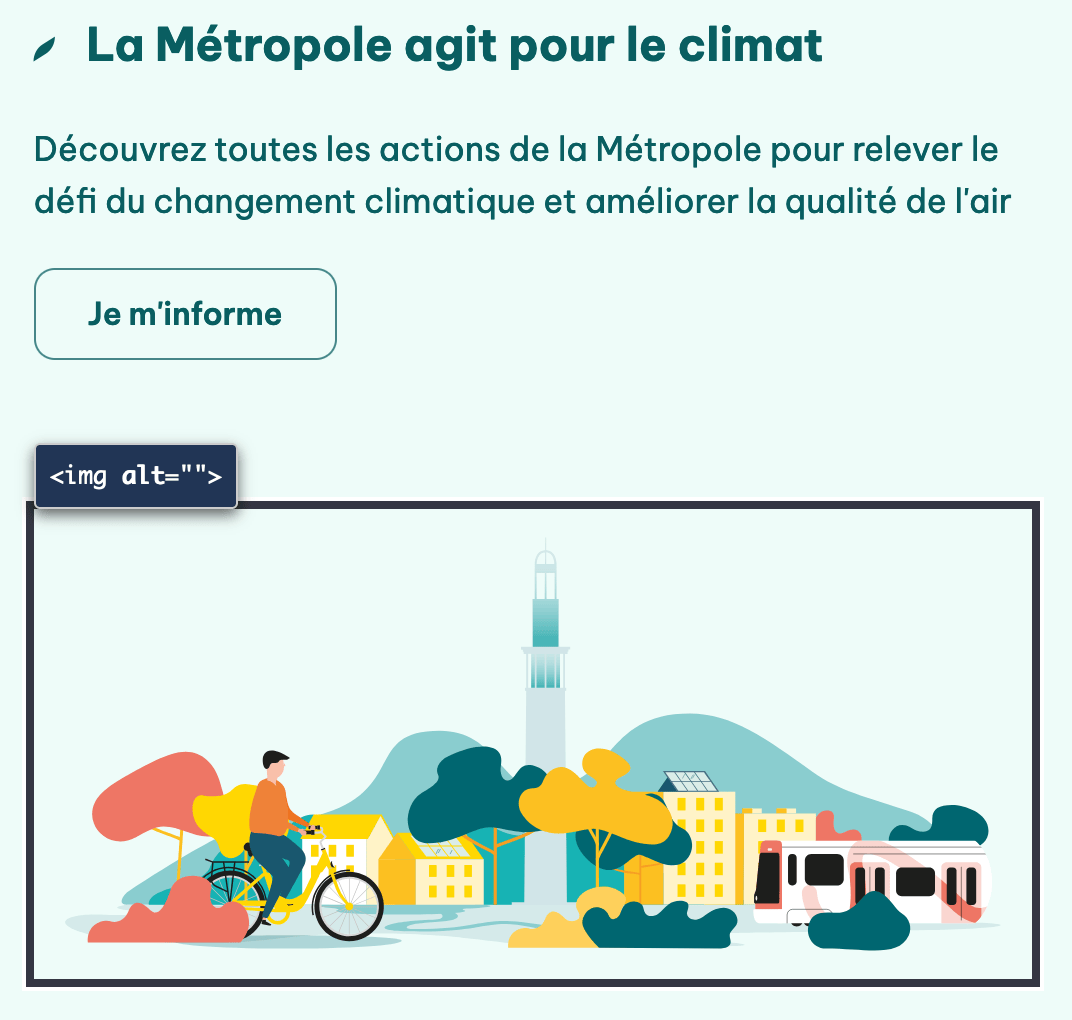 La Métropole agit pour le climat
Découvrez toutes les actions de la Métropole pour relever le
défi du changement climatique et améliorer la qualité de l'air
Je m'informe
<img alt="">